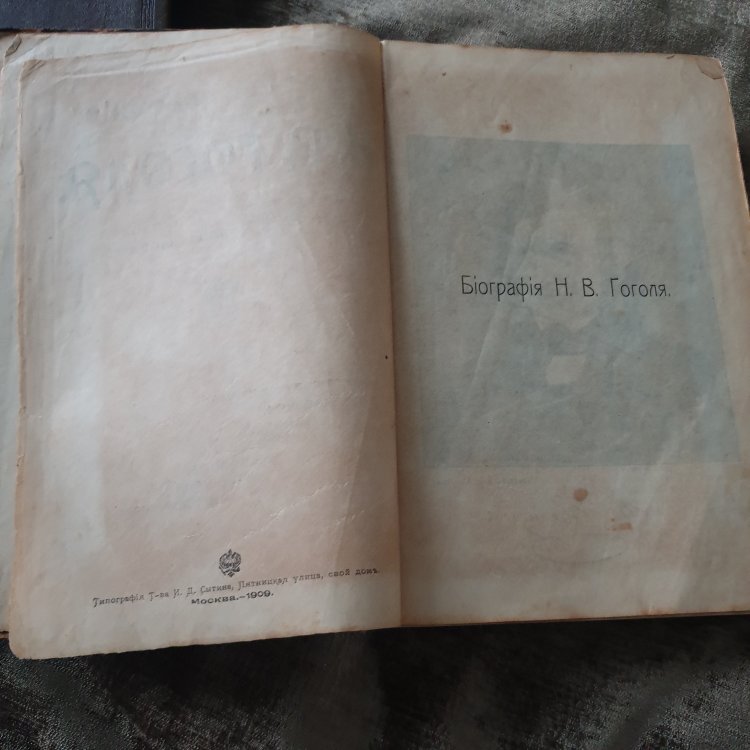 Типографія Т-ва И. Д. Сытина, Пятницкая улица, свой домъ.
Москва.—1909.
Біографія Н. В. Гоголя.